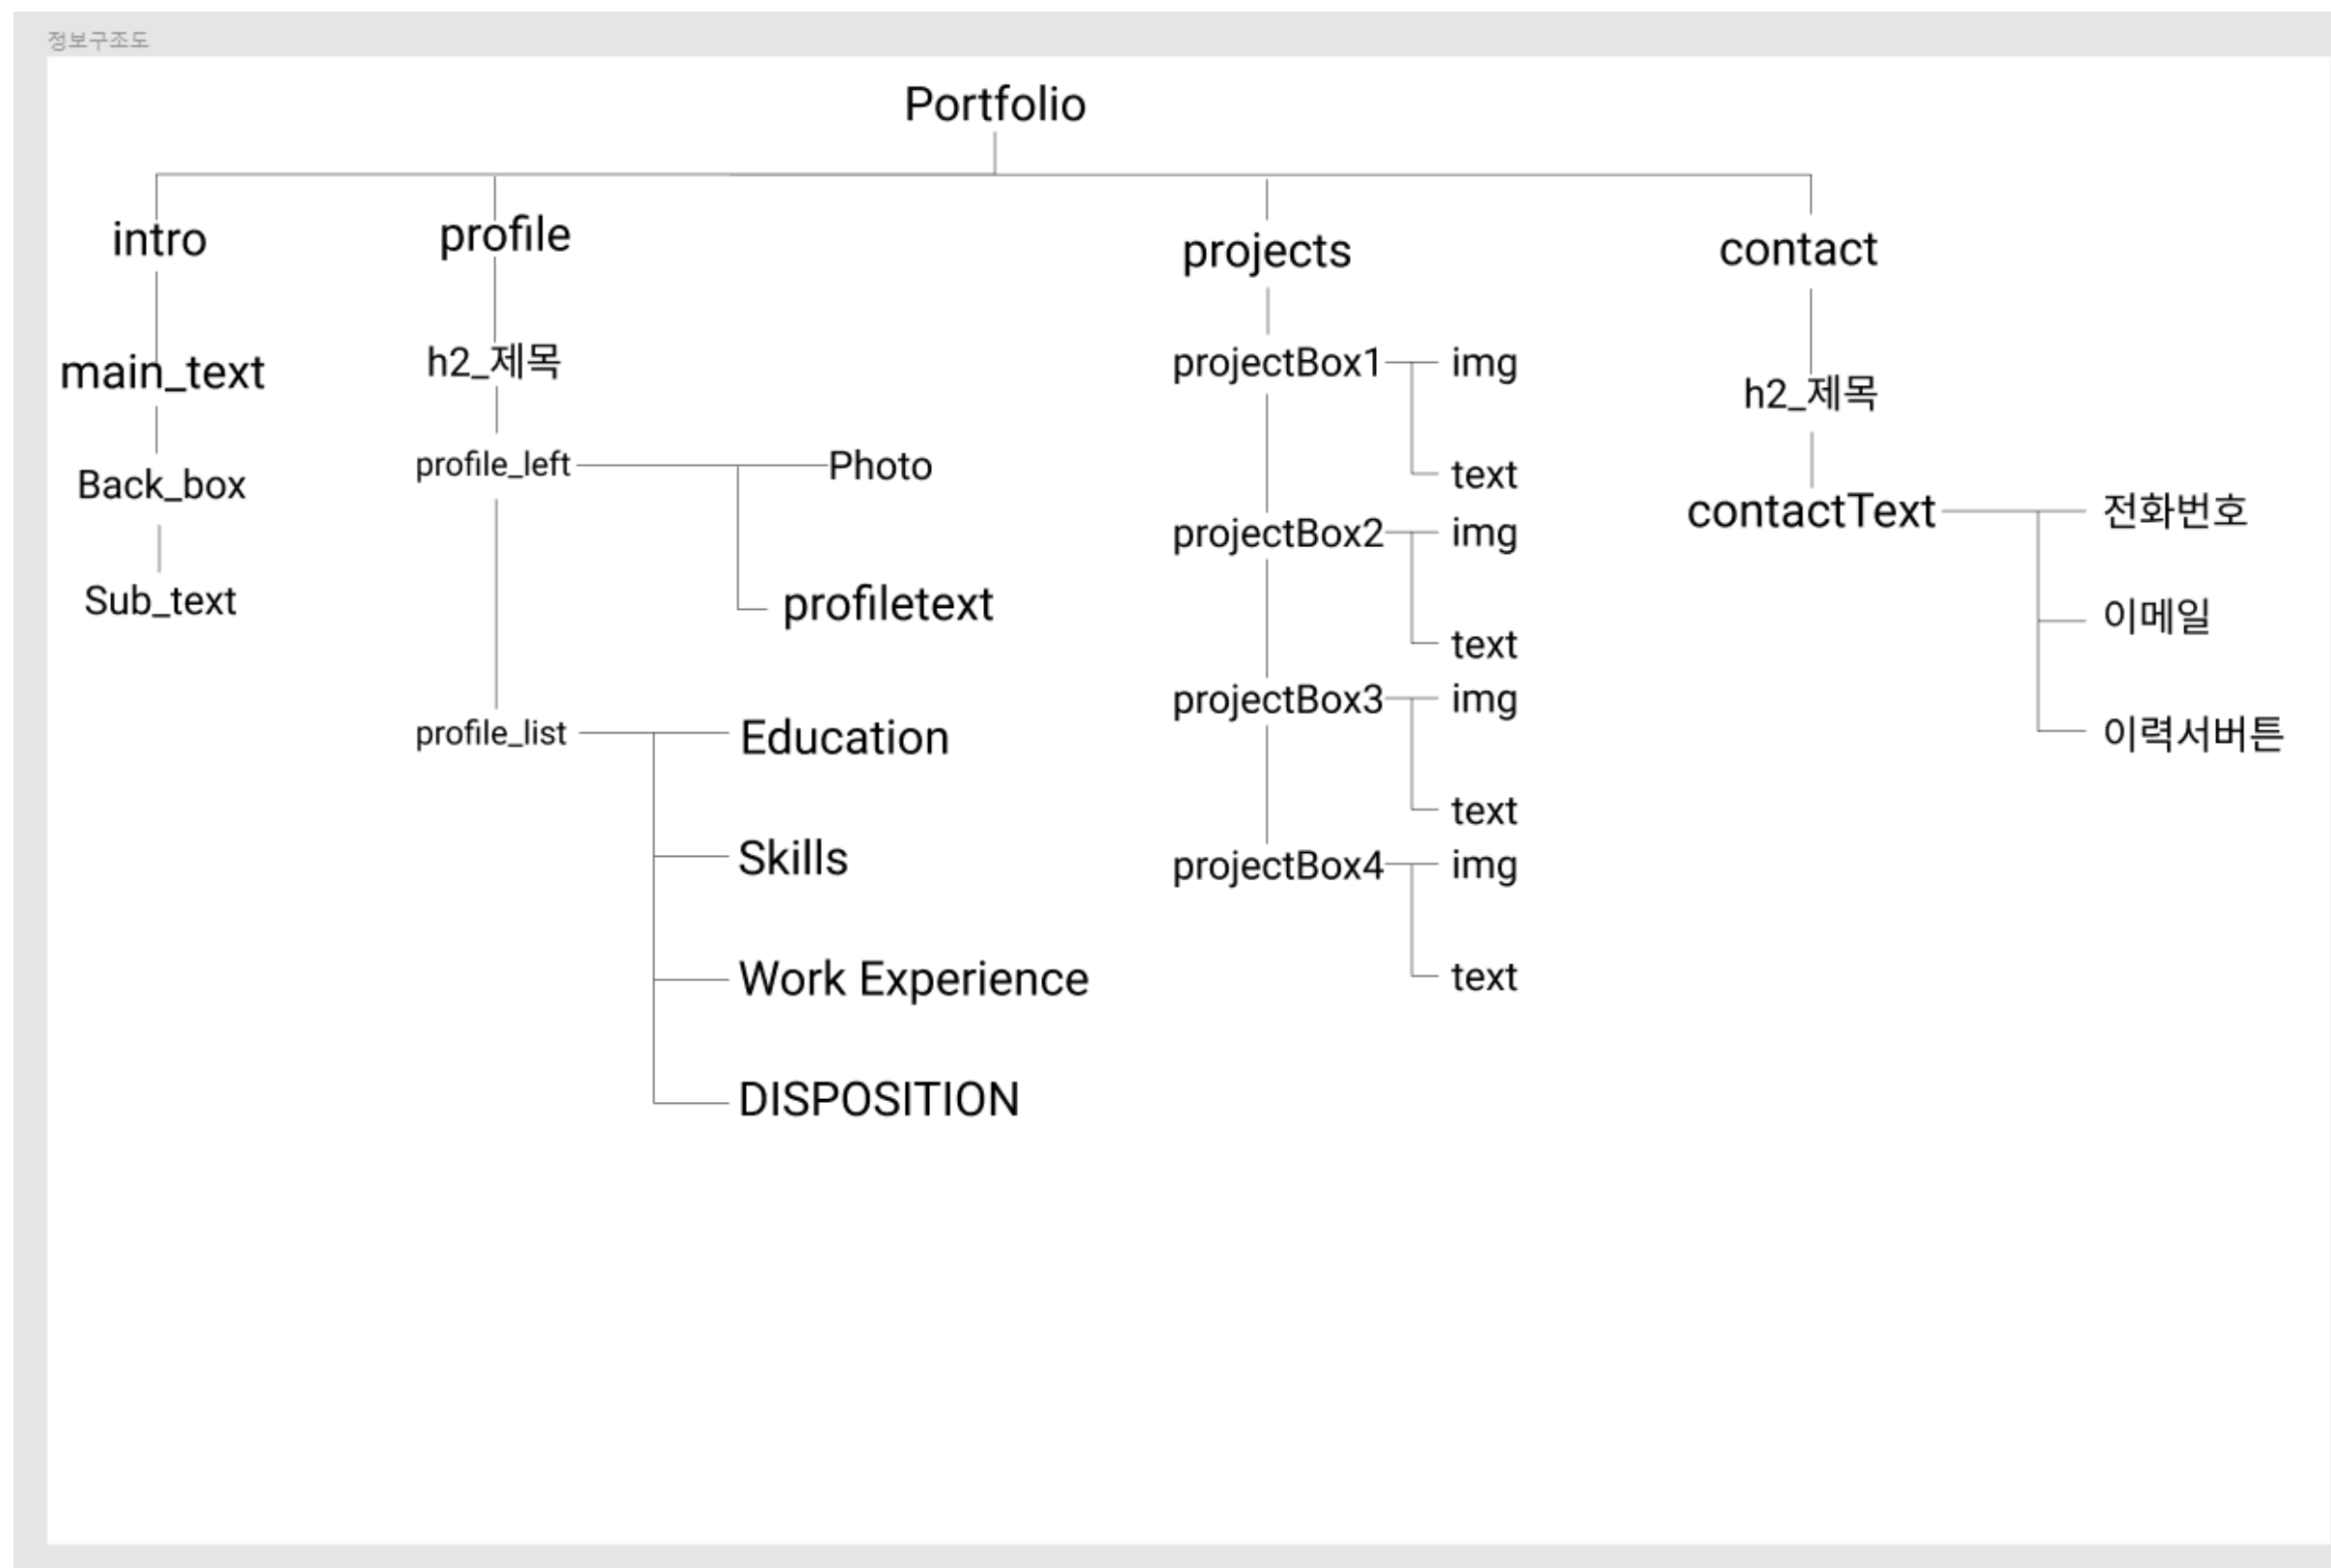 정보구조도
Portfolio
intro
main_text
Back_box
Sub_text
profile
h2_제목
profile_left
Photo
profiletext
profile_list
Education
Skills
Work Experience
DISPOSITION
projects
projectBox1
img
text
projectBox2
img
text
projectBox3
img
text
projectBox4
img
text
contact
h2_제목
contactText
전화번호
이메일
이력서버튼